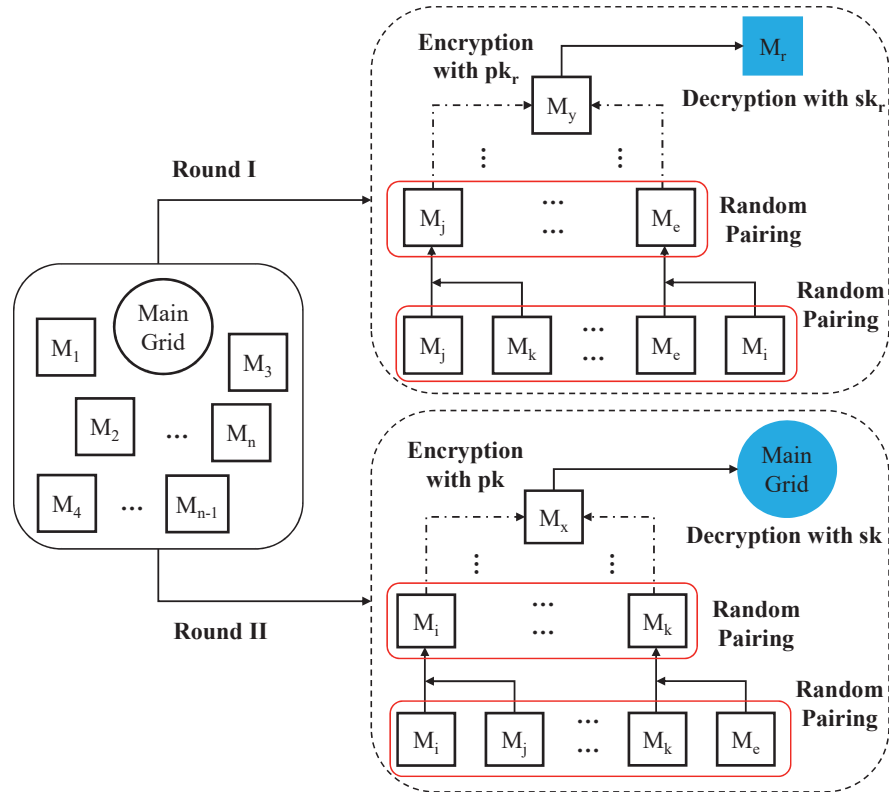 Encryption
with pk_r
M_r
M_y
Decryption with sk_r
⋮ ⋮
Round I
M_j ... ... M_e
Random
Pairing
Random
Pairing
M_j M_k ... ... M_e M_i
Main
Grid
M_1
M_3
M_2 ... M_n
M_4 ... M_n-1
Round II
Encryption
with pk
Main
Grid
M_x
Decryption with sk
⋮ ⋮
M_i ... ... M_k
Random
Pairing
Random
Pairing
M_i M_j ... ... M_k M_e